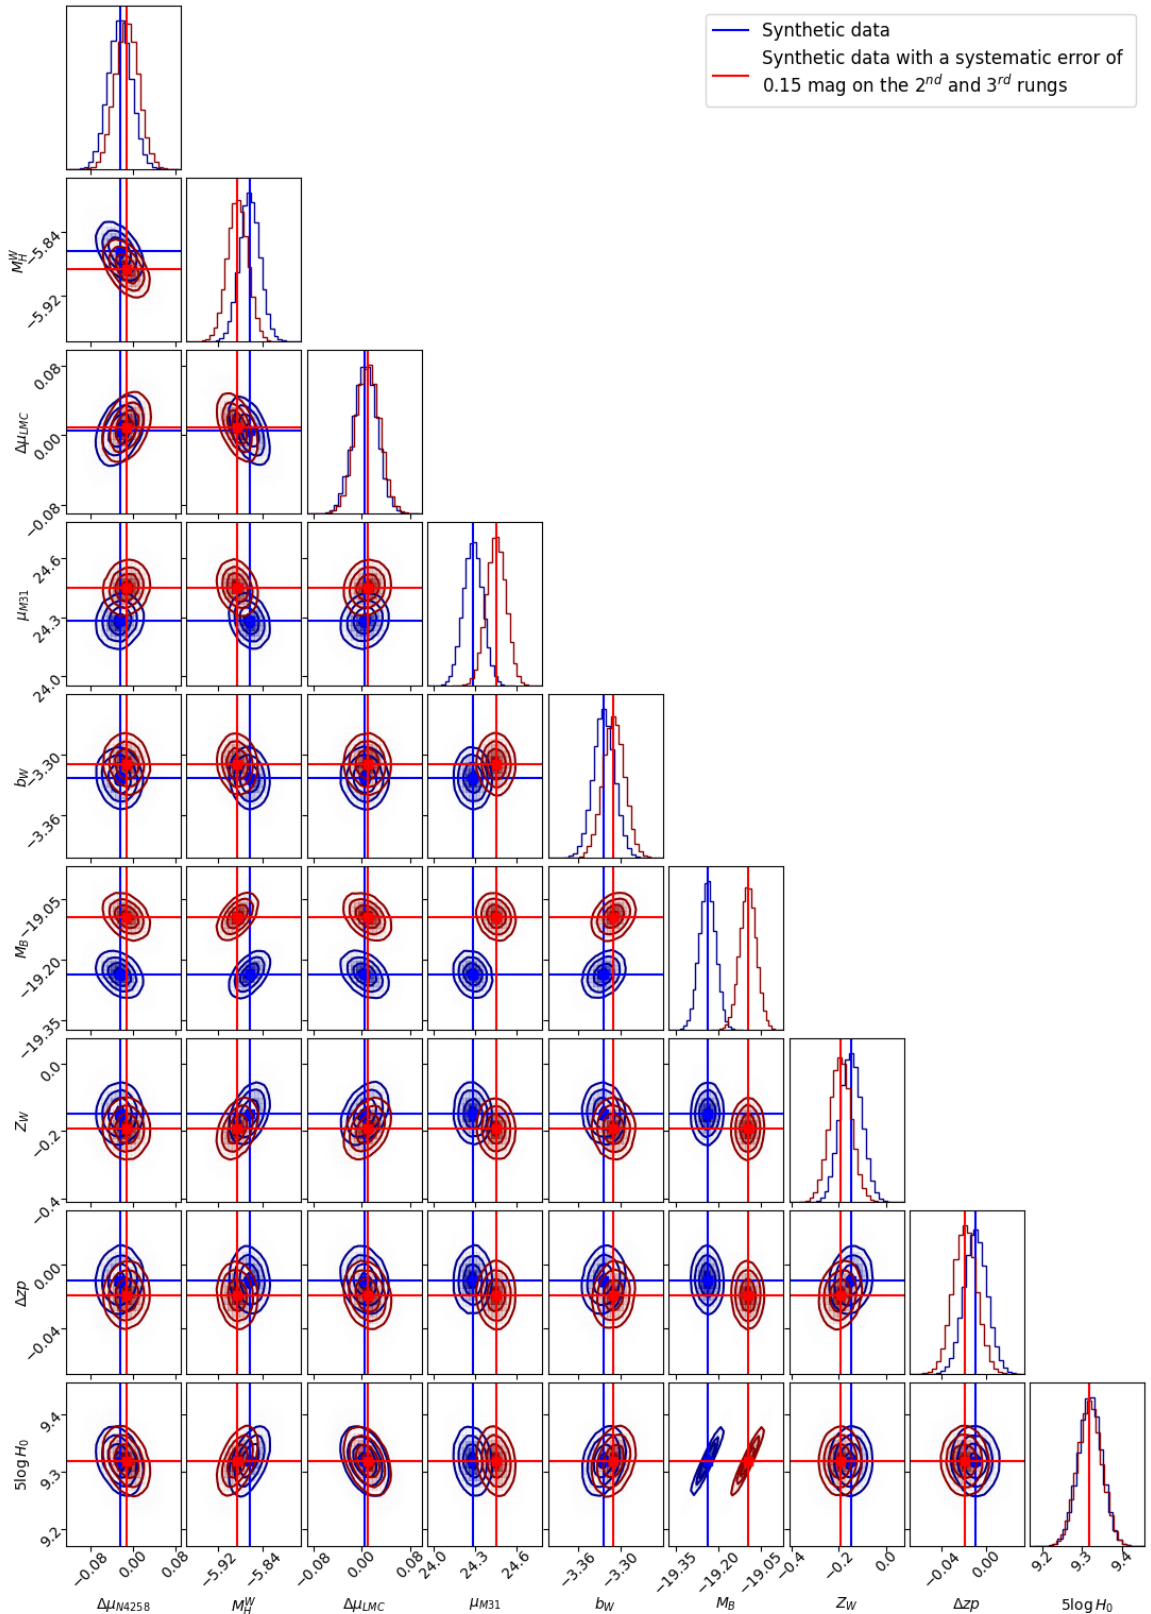 Synthetic data
Synthetic data with a systematic error of
0.15 mag on the 2nd and 3rd rungs
−5.84
−5.92
M_H^W
0.08
0.00
−0.08
Δμ_LMC
24.6
24.3
24.0
μ_M31
−3.30
−3.36
b_W
−19.05
−19.20
−19.35
M_B
0.0
−0.2
−0.4
Z_W
0.00
−0.04
Δzp
9.4
9.3
9.2
5log H_0
−0.08 0.00 0.08 −5.92 −5.84 −0.08 0.00 0.08 24.0 24.3 24.6 −3.36 −3.30 −19.35 −19.20 −19.05 −0.4 −0.2 0.0 −0.04 0.00 9.2 9.3 9.4
Δμ_N4258 M_H^W Δμ_LMC μ_M31 b_W M_B Z_W Δzp 5log H_0